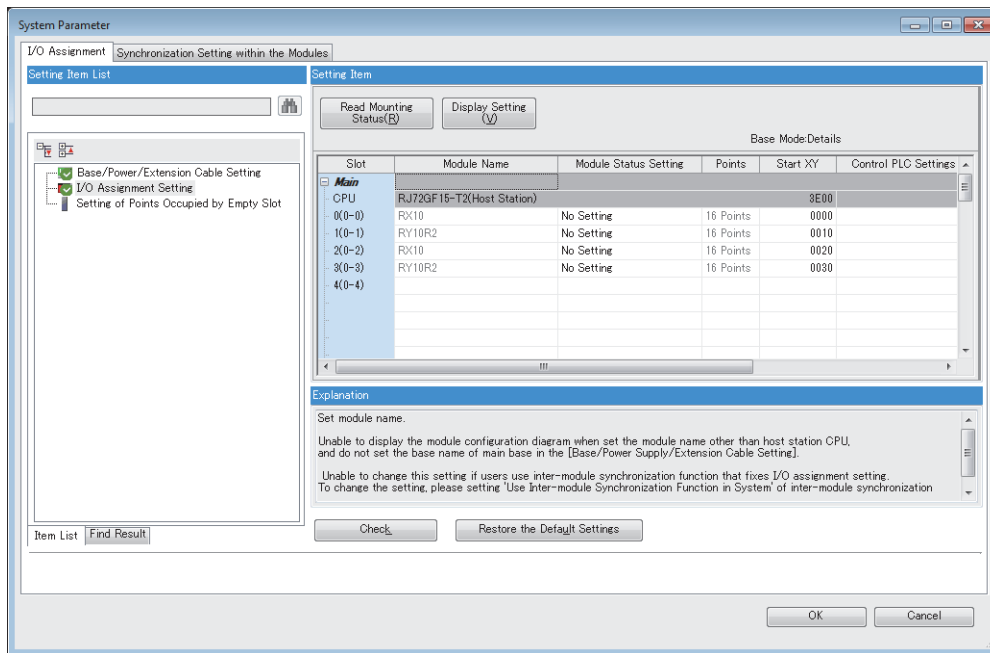 System Parameter
I/O Assignment Synchronization Setting within the Modules
Setting Item List
Base/Power/Extension Cable Setting
I/O Assignment Setting
Setting of Points Occupied by Empty Slot
Item List Find Result
Setting Item
Read Mounting
Status(R)
Display Setting
(V)
Base Mode:Details
Slot Module Name Module Status Setting Points Start XY Control PLC Settings
Main
CPU RJ72GF15-T2(Host Station) 3E00
0(0-0) RX10 No Setting 16 Points 0000
1(0-1) RY10R2 No Setting 16 Points 0010
2(0-2) RX10 No Setting 16 Points 0020
3(0-3) RY10R2 No Setting 16 Points 0030
4(0-4)
Explanation
Set module name.
Unable to display the module configuration diagram when set the module name other than host station CPU,
and do not set the base name of main base in the [Base/Power Supply/Extension Cable Setting].
Unable to change this setting if users use inter-module synchronization function that fixes I/O assignment setting.
To change the setting, please setting 'Use Inter-module Synchronization Function in System' of inter-module synchronization
Check Restore the Default Settings
OK Cancel